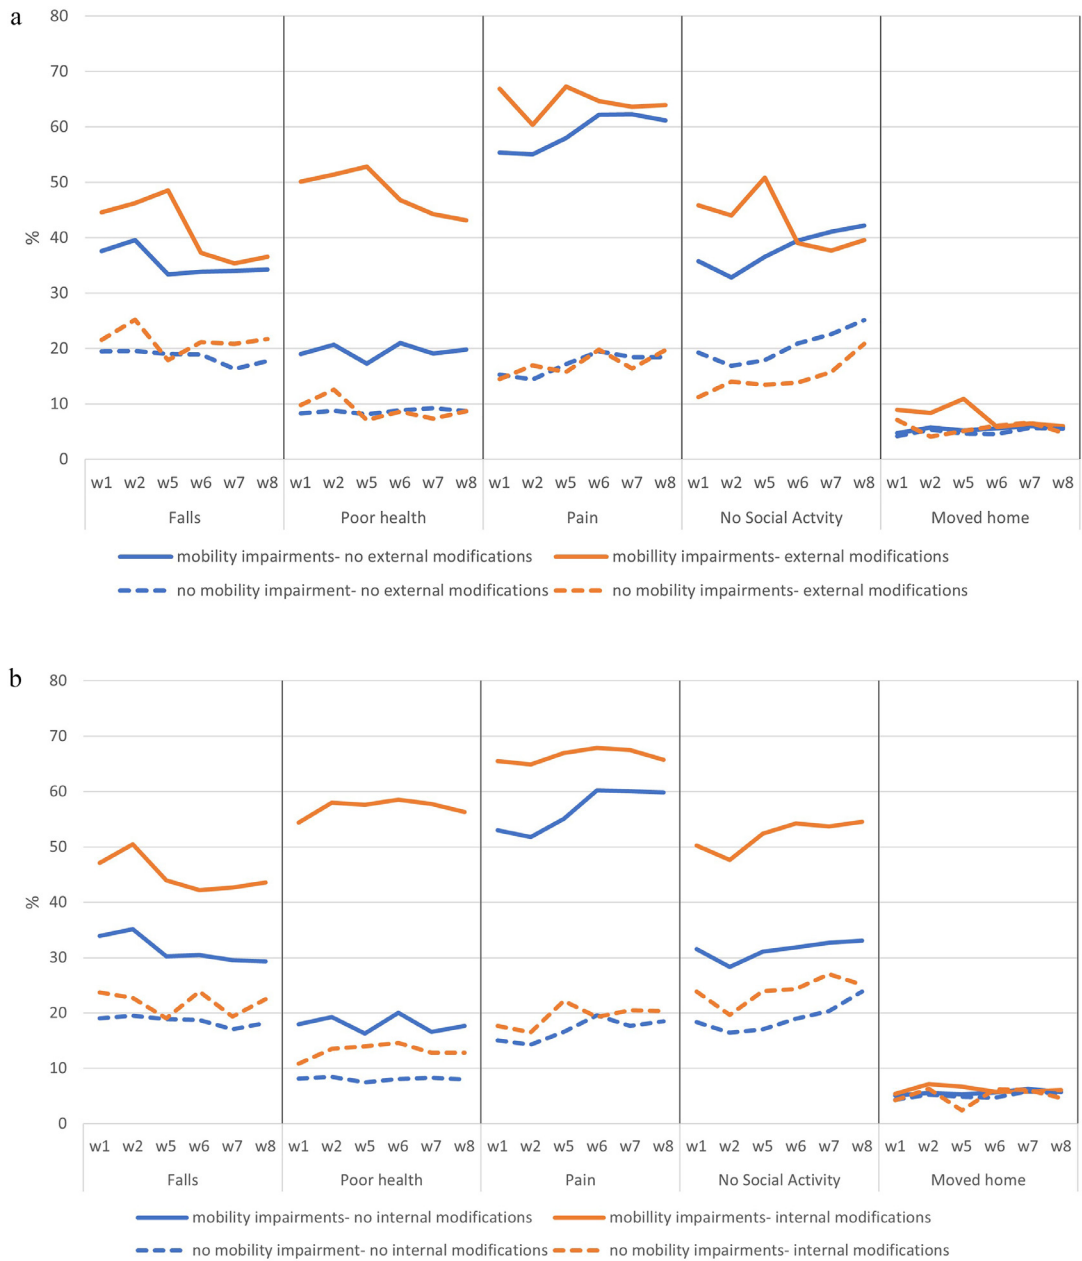 a
80
70
60
50
40
30
20
10
0
%
w1 w2 w5 w6 w7 w8 w1 w2 w5 w6 w7 w8 w1 w2 w5 w6 w7 w8 w1 w2 w5 w6 w7 w8 w1 w2 w5 w6 w7 w8
Falls Poor health Pain No Social Actvity Moved home
mobility impairments- no external modifications mobillity impairments- external modifications
no mobility impairment- no external modifications no mobility impairments- external modifications
b
80
70
60
50
40
30
20
10
0
%
w1 w2 w5 w6 w7 w8 w1 w2 w5 w6 w7 w8 w1 w2 w5 w6 w7 w8 w1 w2 w5 w6 w7 w8 w1 w2 w5 w6 w7 w8
Falls Poor health Pain No Social Activity Moved home
mobility impairments- no internal modifications mobillity impairments- internal modifications
no mobility impairment- no internal modifications no mobility impairments- internal modifications